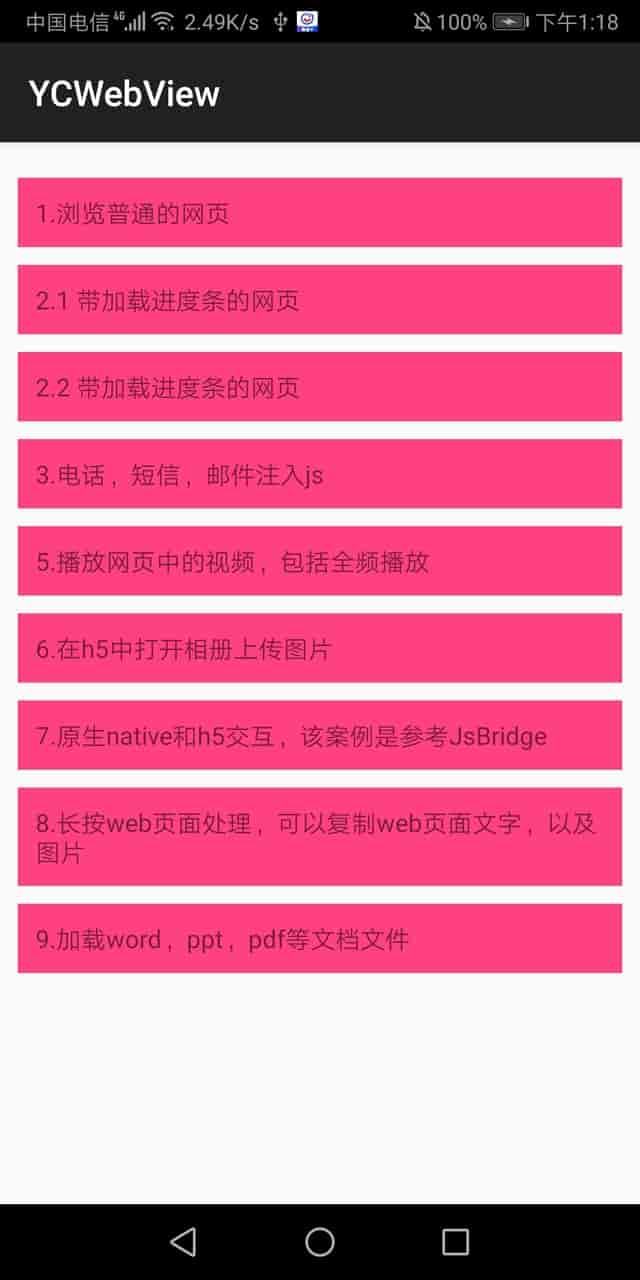 中国电信 4G 2.49K/s 100% 下午1:18
YCWebView
1.浏览普通的网页
2.1 带加载进度条的网页
2.2 带加载进度条的网页
3.电话，短信，邮件注入js
5.播放网页中的视频，包括全频播放
6.在h5中打开相册上传图片
7.原生native和h5交互，该案例是参考JsBridge
8.长按web页面处理，可以复制web页面文字，以及
图片
9.加载word，ppt，pdf等文档文件